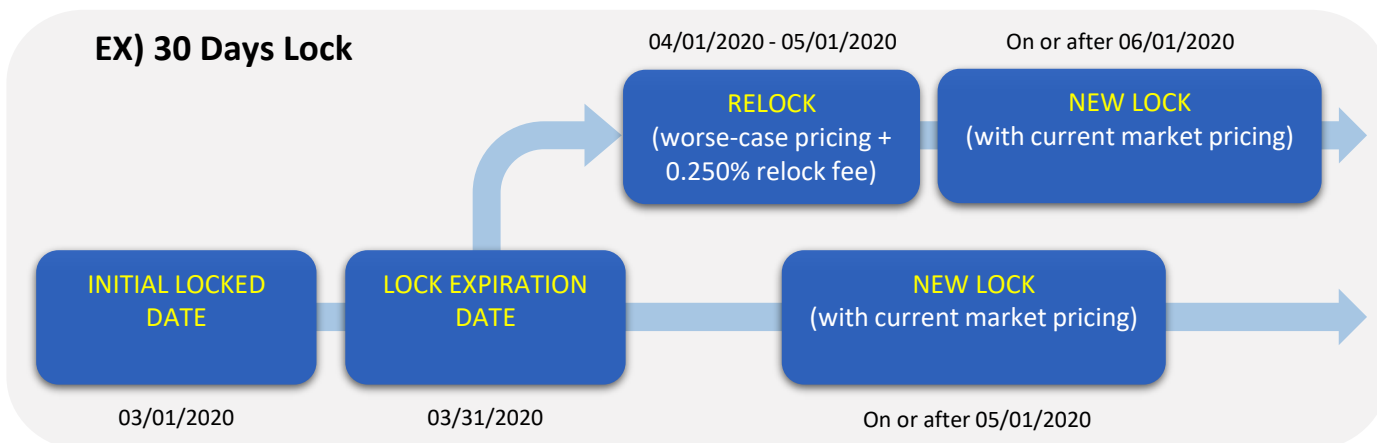 EX) 30 Days Lock
04/01/2020 - 05/01/2020
On or after 06/01/2020
RELOCK
(worse-case pricing +
0.250% relock fee)
NEW LOCK
(with current market pricing)
INITIAL LOCKED
DATE
LOCK EXPIRATION
DATE
NEW LOCK
(with current market pricing)
03/01/2020
03/31/2020
On or after 05/01/2020